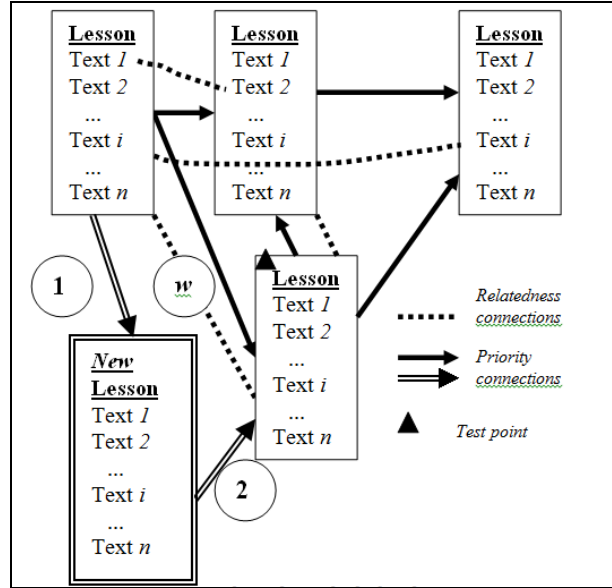 Lesson
Text 1
Text 2
...
Text i
...
Text n
Lesson
Text 1
Text 2
...
Text i
...
Text n
Lesson
Text 1
Text 2
...
Text i
...
Text n
1
w
New
Lesson
Text 1
Text 2
...
Text i
...
Text n
2
Lesson
Text 1
Text 2
...
Text i
...
Text n
Relatedness
connections
Priority
connections
Test point